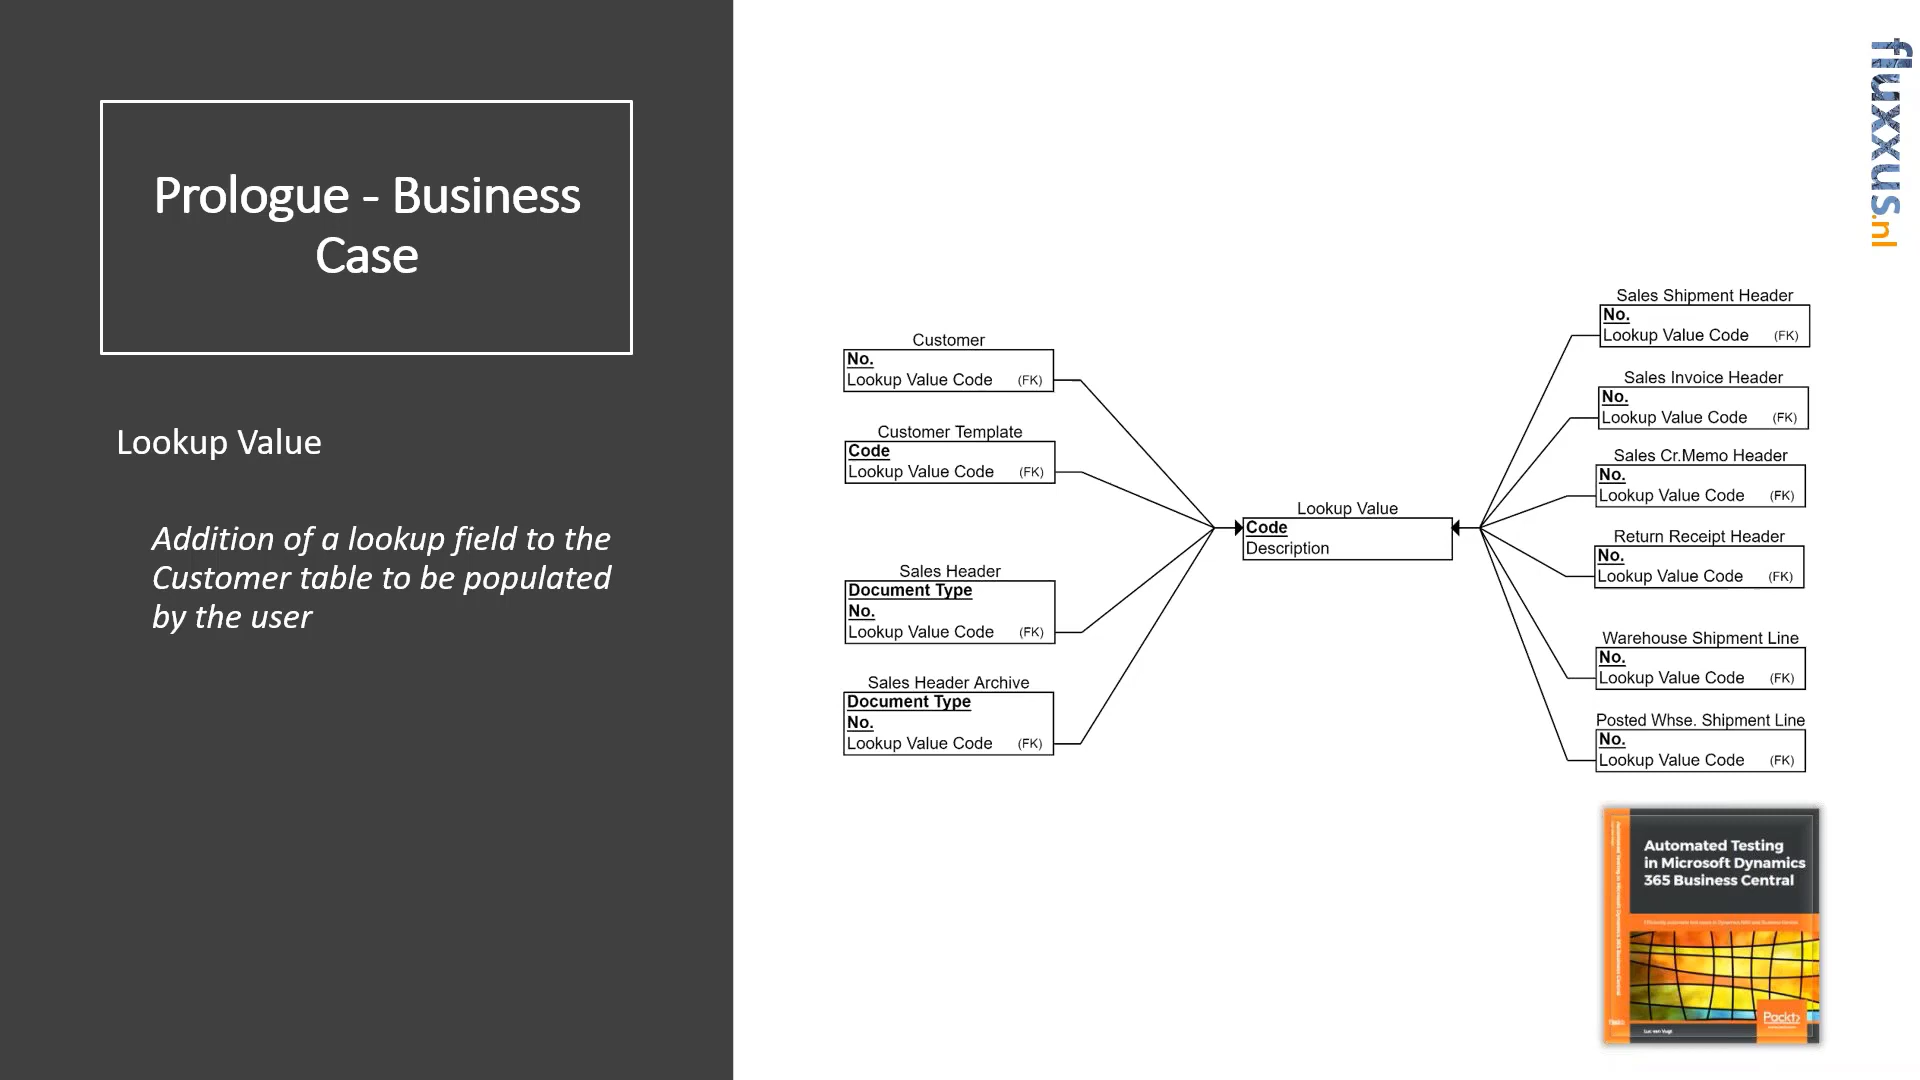 Prologue - Business
Case
Lookup Value
Addition of a lookup field to the
Customer table to be populated
by the user
Customer
No.
Lookup Value Code (FK)
Customer Template
Code
Lookup Value Code (FK)
Sales Header
Document Type
No.
Lookup Value Code (FK)
Sales Header Archive
Document Type
No.
Lookup Value Code (FK)
Lookup Value
Code
Description
Sales Shipment Header
No.
Lookup Value Code (FK)
Sales Invoice Header
No.
Lookup Value Code (FK)
Sales Cr.Memo Header
No.
Lookup Value Code (FK)
Return Receipt Header
No.
Lookup Value Code (FK)
Warehouse Shipment Line
No.
Lookup Value Code (FK)
Posted Whse. Shipment Line
No.
Lookup Value Code (FK)
fluxxus.nl
Automated Testing
in Microsoft Dynamics
365 Business Central
Packt>
Luc van Vugt